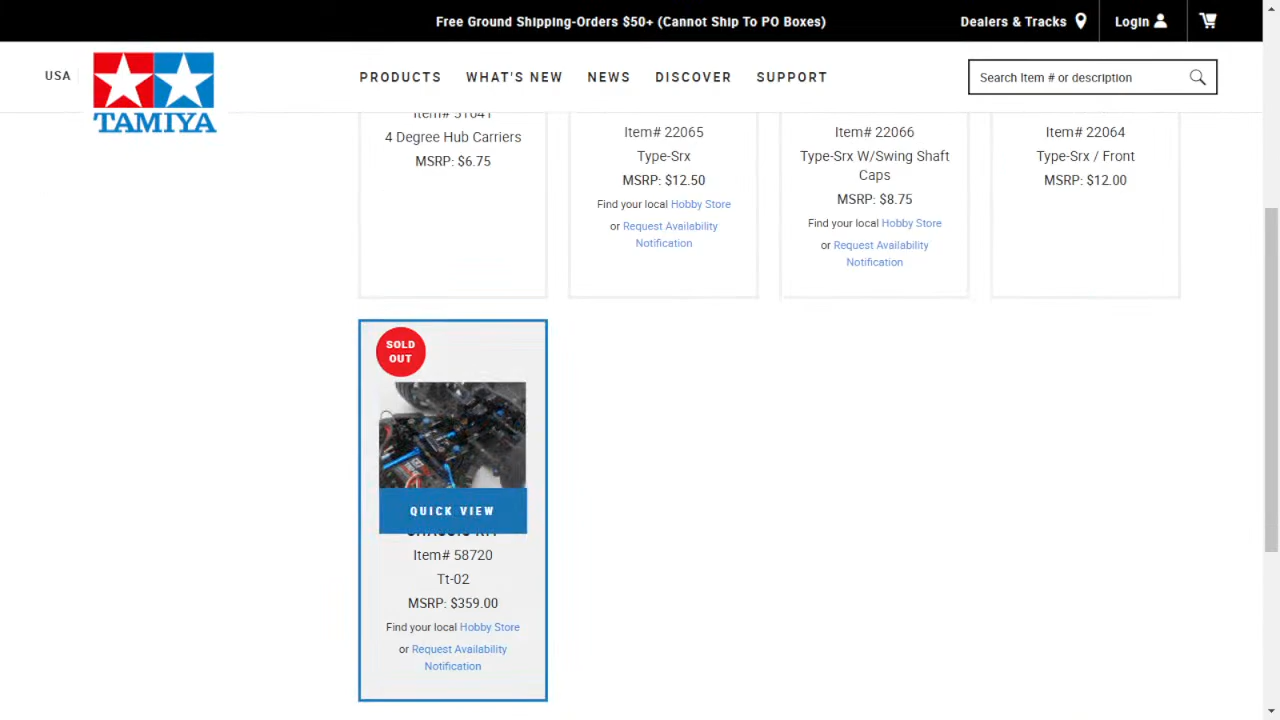 Free Ground Shipping-Orders $50+ (Cannot Ship To PO Boxes)
Dealers & Tracks
Login
USA
TAMIYA
PRODUCTS
WHAT'S NEW
NEWS
DISCOVER
SUPPORT
Search Item # or description
Item# 51641
4 Degree Hub Carriers
MSRP: $6.75
Item# 22065
Type-Srx
MSRP: $12.50
Find your local Hobby Store
or Request Availability
Notification
Item# 22066
Type-Srx W/Swing Shaft
Caps
MSRP: $8.75
Find your local Hobby Store
or Request Availability
Notification
Item# 22064
Type-Srx / Front
MSRP: $12.00
SOLD
OUT
QUICK VIEW
CHASSIS KIT
Item# 58720
Tt-02
MSRP: $359.00
Find your local Hobby Store
or Request Availability
Notification